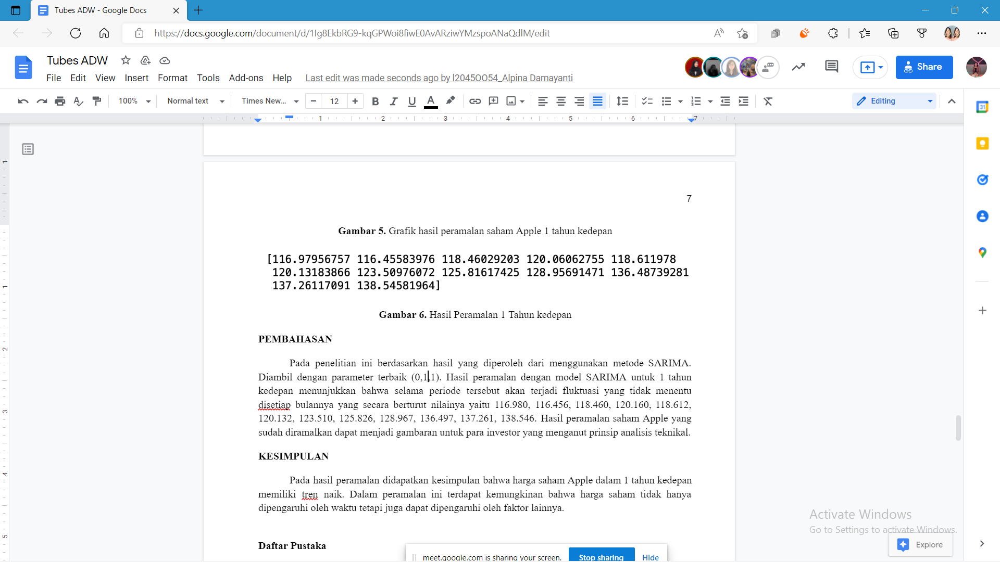 Tubes ADW - Google Docs
https://docs.google.com/document/d/1Ig8EkbRG9-kqGPWoi8fiwE0AvARziwYMzspoANaQdlM/edit
Tubes ADW
Share
File Edit View Insert Format Tools Add-ons Help Last edit was made seconds ago by I2045OO54_Alpina Damayanti
100% Normal text Times New... 12 Editing
1 2 3 4 5 6 7
7
Gambar 5. Grafik hasil peramalan saham Apple 1 tahun kedepan
[116.97956757 116.45583976 118.46029203 120.06062755 118.611978
120.13183866 123.50976072 125.81617425 128.95691471 136.48739281
137.26117091 138.54581964]
Gambar 6. Hasil Peramalan 1 Tahun kedepan
PEMBAHASAN
Pada penelitian ini berdasarkan hasil yang diperoleh dari menggunakan metode SARIMA.
Diambil dengan parameter terbaik (0,1,1). Hasil peramalan dengan model SARIMA untuk 1 tahun
kedepan menunjukkan bahwa selama periode tersebut akan terjadi fluktuasi yang tidak menentu
disetiap bulannya yang secara berturut nilainya yaitu 116.980, 116.456, 118.460, 120.160, 118.612,
120.132, 123.510, 125.826, 128.967, 136.497, 137.261, 138.546. Hasil peramalan saham Apple yang
sudah diramalkan dapat menjadi gambaran untuk para investor yang menganut prinsip analisis teknikal.
KESIMPULAN
Pada hasil peramalan didapatkan kesimpulan bahwa harga saham Apple dalam 1 tahun kedepan
memiliki tren naik. Dalam peramalan ini terdapat kemungkinan bahwa harga saham tidak hanya
dipengaruhi oleh waktu tetapi juga dapat dipengaruhi oleh faktor lainnya.
Daftar Pustaka
Activate Windows
Go to Settings to activate Windows.
Explore
meet.google.com is sharing your screen. Stop sharing Hide